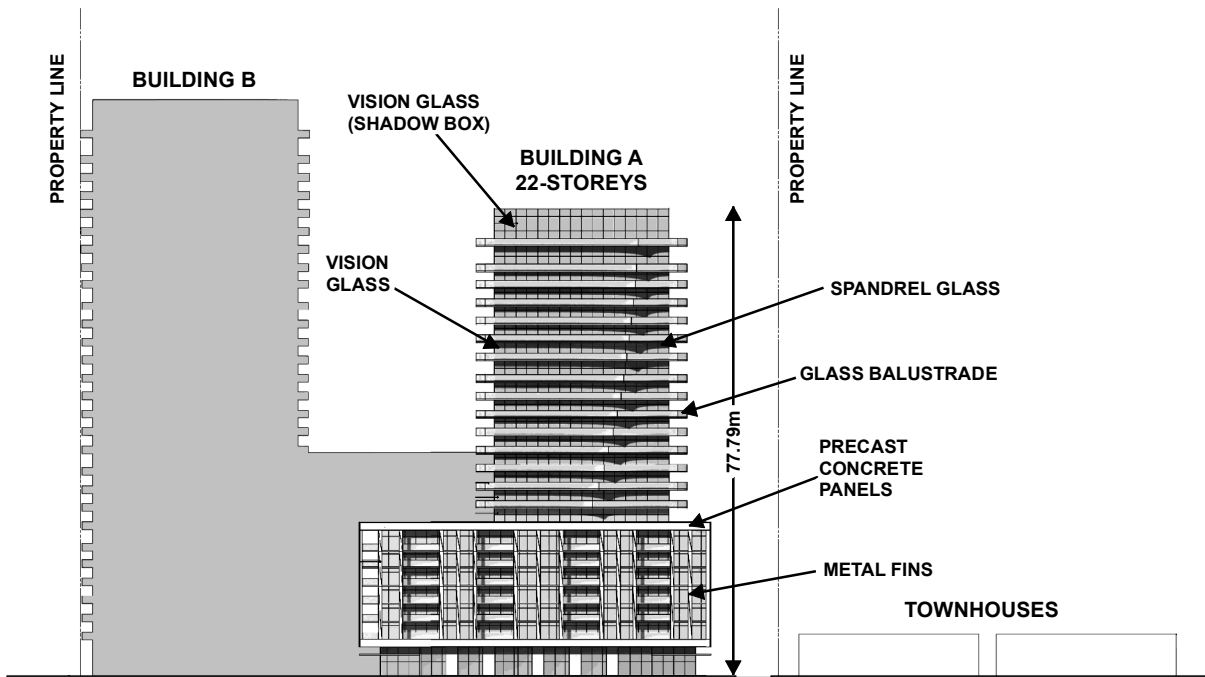 PROPERTY LINE
BUILDING B
VISION GLASS
(SHADOW BOX)
BUILDING A
22-STOREYS
PROPERTY LINE
VISION
GLASS
SPANDREL GLASS
GLASS BALUSTRADE
77.79m
PRECAST
CONCRETE
PANELS
METAL FINS
TOWNHOUSES